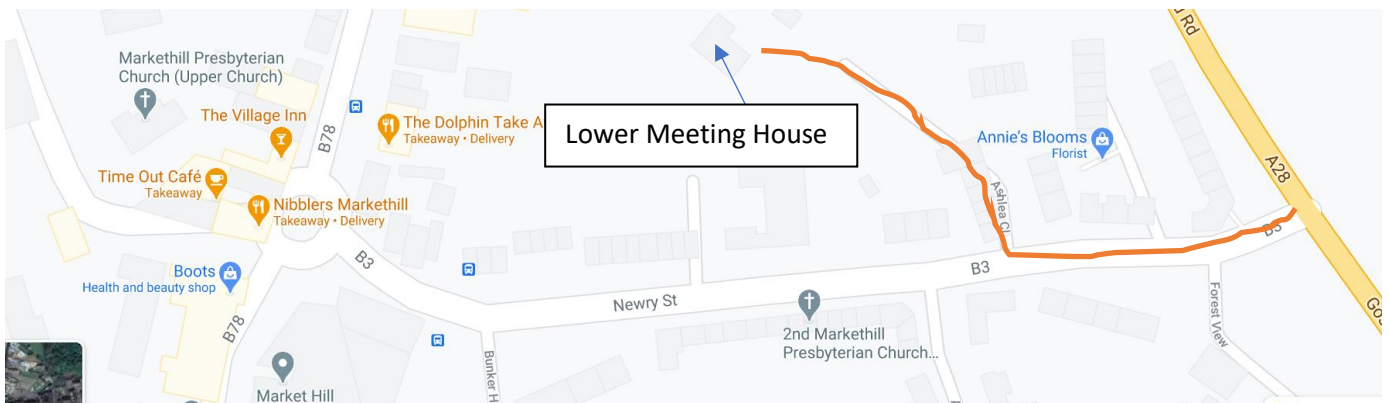 Markethill Presbyterian
Church (Upper Church)
The Village Inn
B78
The Dolphin Take A
Takeaway • Delivery
Time Out Café
Takeaway
Nibblers Markethill
Takeaway • Delivery
B3
Boots
Health and beauty shop
B78
Market Hill
Newry St
Lower Meeting House
2nd Markethill
Presbyterian Church...
B3
Ashlea Cl
Annie's Blooms
Florist
Rd
A28
B3
Forest View
Bunker H